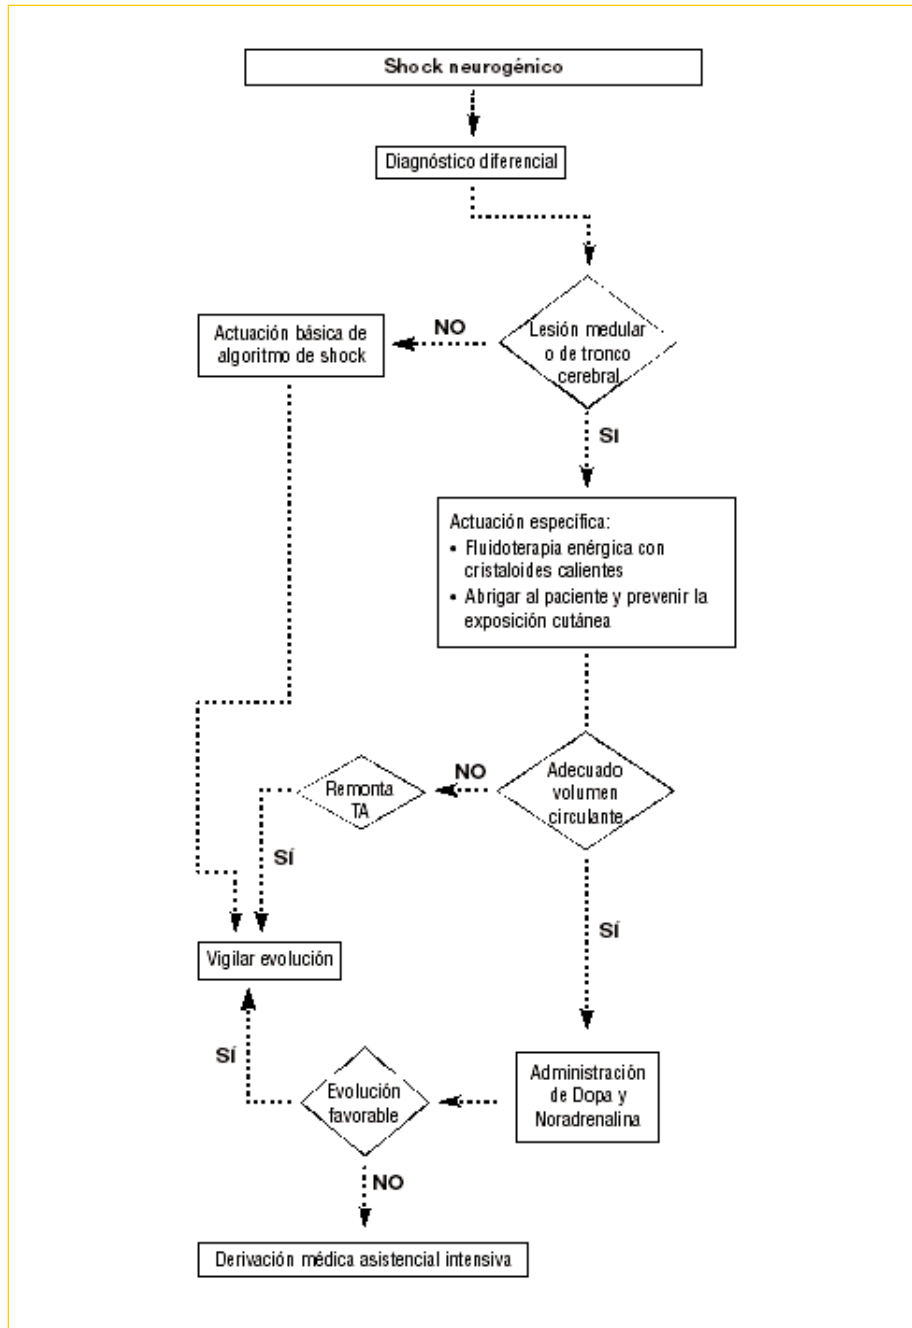 Shock neurogénico
Diagnóstico diferencial
Lesión medular
o de tronco
cerebral
NO
Actuación básica de
algoritmo de shock
SI
Actuación específica:
• Fluidoterapia enérgica con
cristaloides calientes
• Abrigar al paciente y prevenir la
exposición cutánea
Adecuado
volumen
circulante
NO
Remonta
TA
SÍ
SÍ
Vigilar evolución
SÍ
Evolución
favorable
Administración
de Dopa y
Noradrenalina
NO
Derivación médica asistencial intensiva